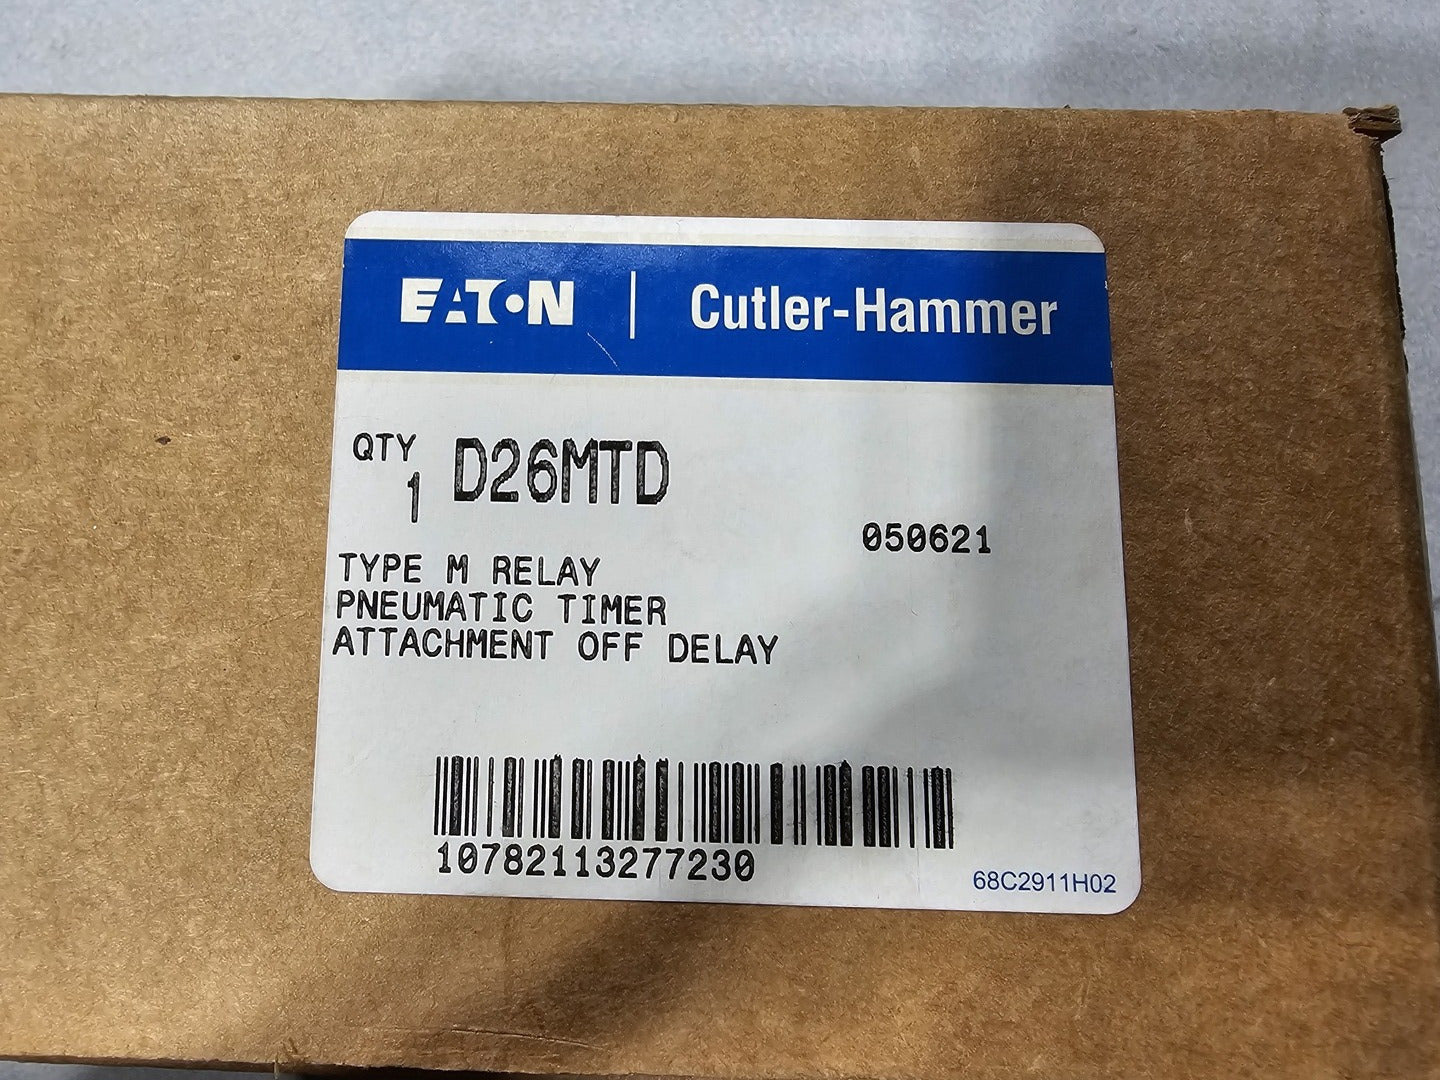 EATON | Cutler-Hammer
QTY 1 D26MTD
050621
TYPE M RELAY
PNEUMATIC TIMER
ATTACHMENT OFF DELAY
10782113277230
68C2911H02